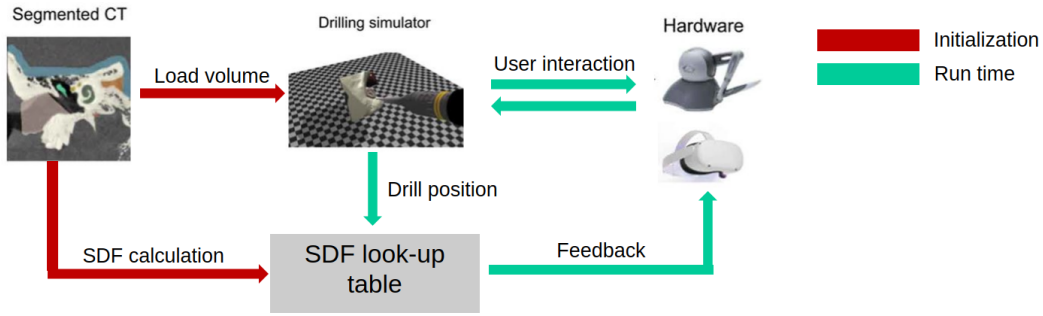 Segmented CT
Drilling simulator
Hardware
Load volume
User interaction
Initialization
Run time
Drill position
SDF calculation
SDF look-up
table
Feedback